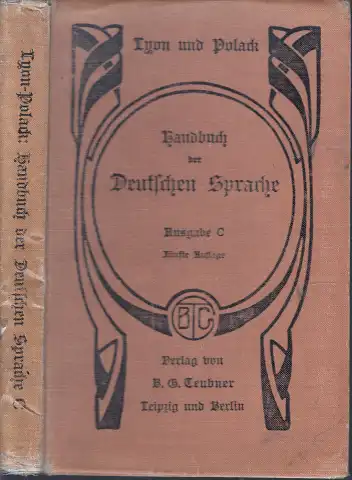 Lyon-Polack: Handbuch der Deutschen Sprache C
Lyon und Polack
Handbuch
der
Deutschen Sprache
Ausgabe C
Fünfte Auflage
BTG
Verlag von
B. G. Teubner
Leipzig und Berlin